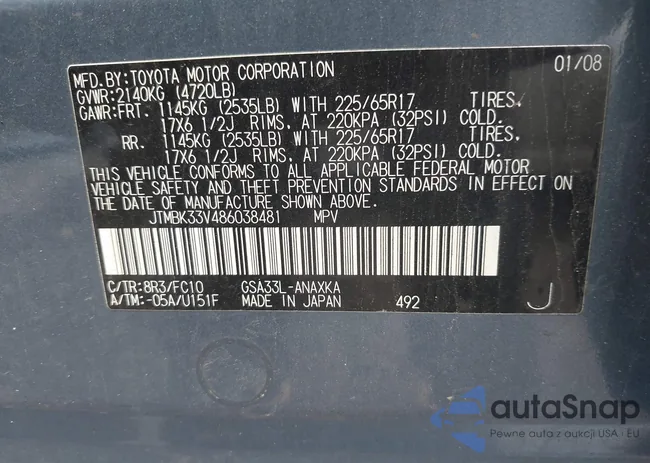 MFD.BY:TOYOTA MOTOR CORPORATION 01/08
GVWR:2140KG (4720LB)
GAWR:FRT. 1145KG (2535LB) WITH 225/65R17 TIRES,
17X6 1/2J RIMS, AT 220KPA (32PSI) COLD.
RR. 1145KG (2535LB) WITH 225/65R17 TIRES,
17X6 1/2J RIMS, AT 220KPA (32PSI) COLD.
THIS VEHICLE CONFORMS TO ALL APPLICABLE FEDERAL MOTOR
VEHICLE SAFETY AND THEFT PREVENTION STANDARDS IN EFFECT ON
THE DATE OF MANUFACTURE SHOWN ABOVE.
JTMBK33V486038481 MPV
C/TR:8R3/FC10 GSA33L-ANAXKA
A/TM:-05A/U151F MADE IN JAPAN 492 J
autaSnap
Pewne auta z aukcji USA i EU